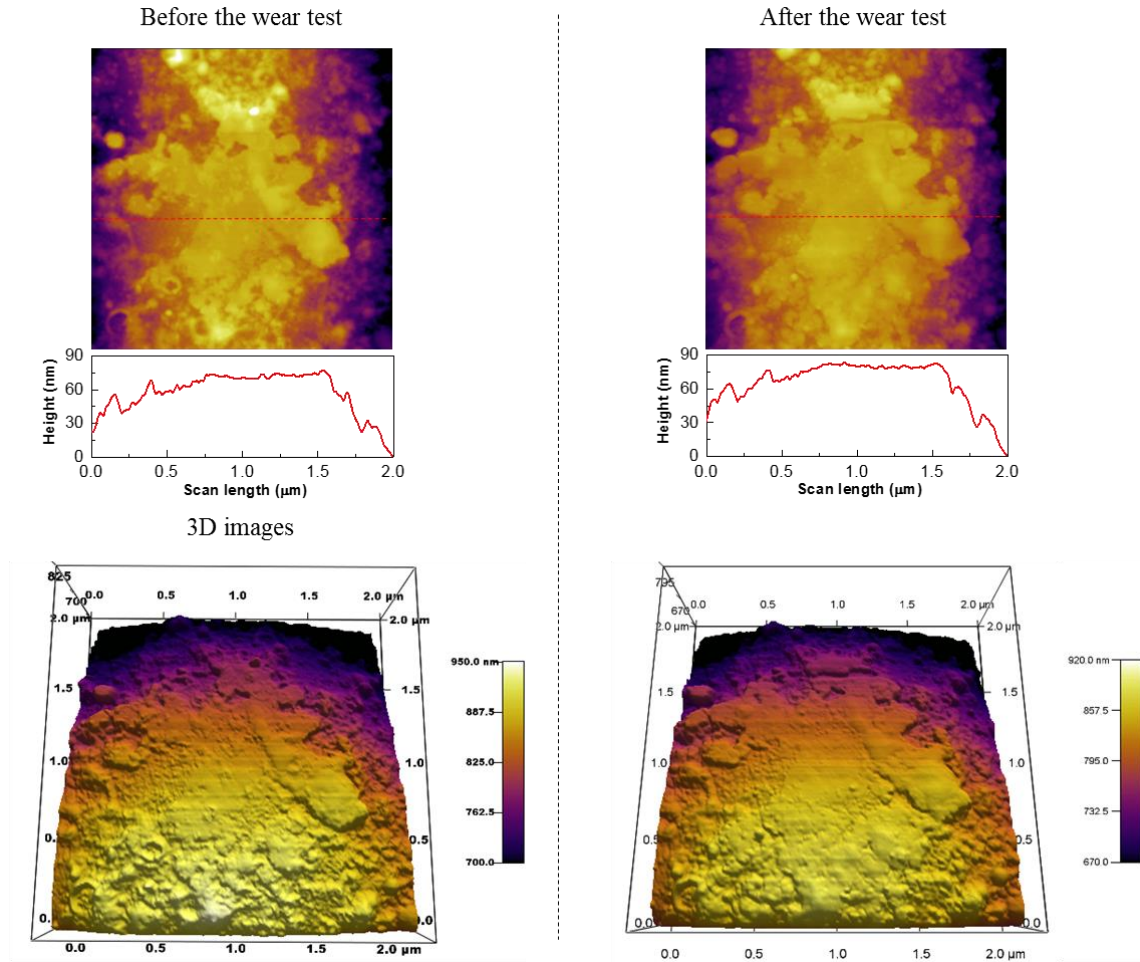 Before the wear test
After the wear test
90
60
30
0
Height (nm)
0.0 0.5 1.0 1.5 2.0
Scan length (μm)
90
60
30
0
Height (nm)
0.0 0.5 1.0 1.5 2.0
Scan length (μm)
3D images
825
700
0.0 0.5 1.0 1.5 2.0 μm
2.0 μm 2.0 μm
1.5 1.5
1.0 1.0
0. 0.5
0. 0.0
0.0 0.5 1.0 1.5 2.0 μm
950.0 nm
887.5
825.0
762.5
700.0
795
670
0.0 0.5 1.0 1.5 2.0 μm
2.0 μm 2.0 μm
1.5 1.5
1.0 1.0
0.5 0.5
0.0 0.0
0.0 0.5 1.0 1.5 2.0 μm
920.0 nm
857.5
795.0
732.5
670.0